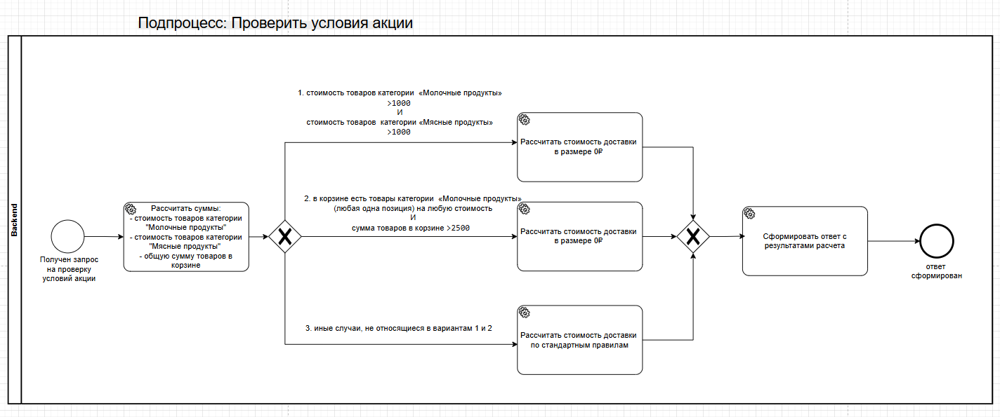 Подпроцесс: Проверить условия акции
Backend
Получен запрос
на проверку
условий акции
Рассчитать суммы:
- стоимость товаров категории
"Молочные продукты"
- стоимость товаров категории
"Мясные продукты"
- общую сумму товаров в
корзине
1. стоимость товаров категории «Молочные продукты»
>1000
И
стоимость товаров категории «Мясные продукты»
>1000
Рассчитать стоимость доставки
в размере 0₽
2. в корзине есть товары категории «Молочные продукты»
(любая одна позиция) на любую стоимость
И
сумма товаров в корзине >2500
Рассчитать стоимость доставки
в размере 0₽
3. иные случаи, не относящиеся в вариантам 1 и 2
Рассчитать стоимость доставки
по стандартным правилам
Сформировать ответ с
результатами расчета
ответ
сформирован